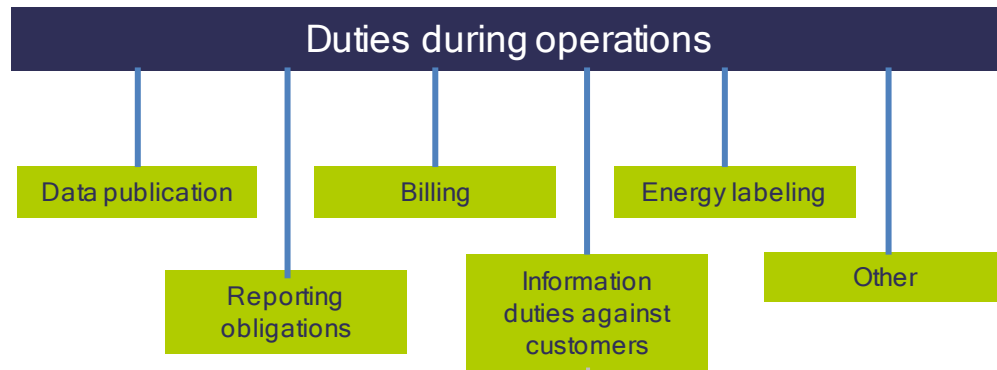 Duties during operations
Data publication
Billing
Energy labeling
Reporting
obligations
Information
duties against
customers
Other